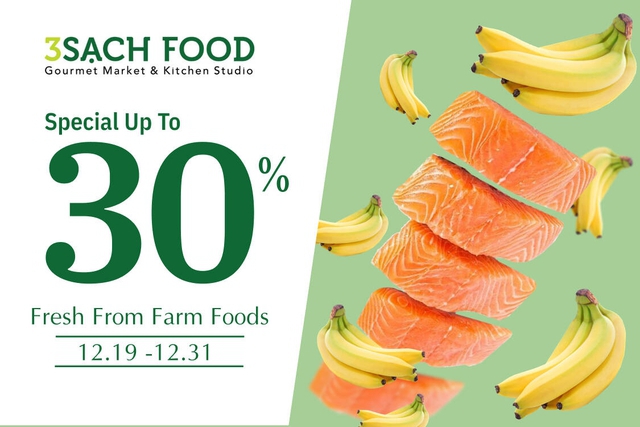 3SẠCH FOOD
Gourmet Market & Kitchen Studio
Special Up To
30%
Fresh From Farm Foods
12.19 -12.31